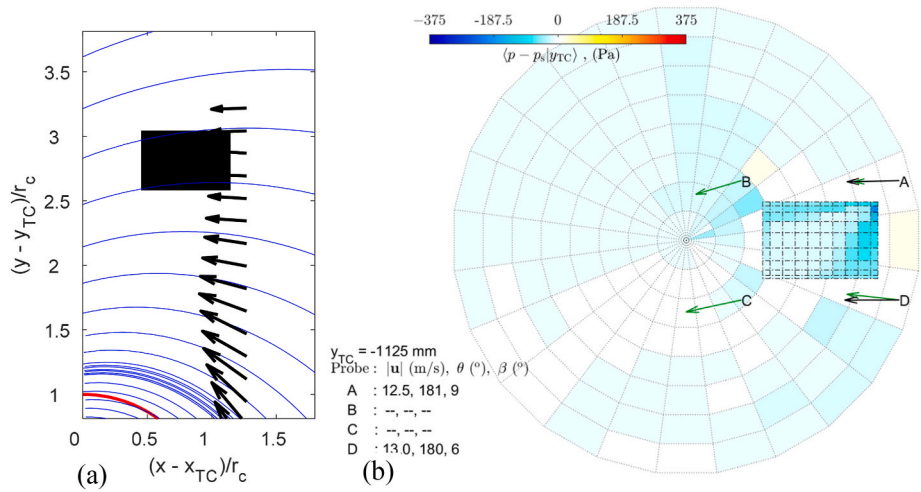 −375 -187.5 0 187.5 375
⟨p − pₛ|y_TC⟩ , (Pa)
3.5
3
2.5
2
1.5
1
(y - y_TC)/r_c
0 0.5 1 1.5
(x - x_TC)/r_c
(a)
B
A
C
D
y_TC = -1125 mm
Probe : |u| (m/s), θ (°), β (°)
A : 12.5, 181, 9
B : --, --, --
C : --, --, --
D : 13.0, 180, 6
(b)